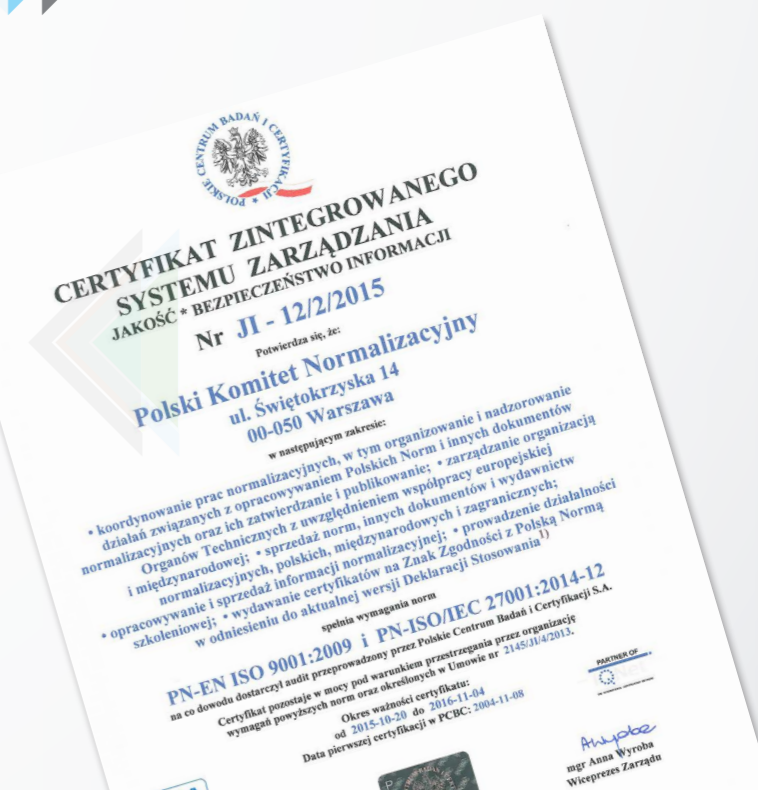 POLSKIE CENTRUM BADAŃ I CERTYFIKACJI
CERTYFIKAT ZINTEGROWANEGO
SYSTEMU ZARZĄDZANIA
JAKOŚĆ * BEZPIECZEŃSTWO INFORMACJI
Nr JI - 12/2/2015
Potwierdza się, że:
Polski Komitet Normalizacyjny
ul. Świętokrzyska 14
00-050 Warszawa
w następującym zakresie:
• koordynowanie prac normalizacyjnych, w tym organizowanie i nadzorowanie
działań związanych z opracowywaniem Polskich Norm i innych dokumentów
normalizacyjnych oraz ich zatwierdzanie i publikowanie; • zarządzanie organizacją
Organów Technicznych z uwzględnieniem współpracy europejskiej
i międzynarodowej; • sprzedaż norm, innych dokumentów i wydawnictw
normalizacyjnych, polskich, międzynarodowych i zagranicznych;
• opracowywanie i sprzedaż informacji normalizacyjnej; • prowadzenie działalności
szkoleniowej; • wydawanie certyfikatów na Znak Zgodności z Polską Normą
w odniesieniu do aktualnej wersji Deklaracji Stosowania1)
spełnia wymagania norm
PN-EN ISO 9001:2009 i PN-ISO/IEC 27001:2014-12
na co dowodu dostarczył audit przeprowadzony przez Polskie Centrum Badań i Certyfikacji S.A.
Certyfikat pozostaje w mocy pod warunkiem przestrzegania przez organizację
wymagań powyższych norm oraz określonych w Umowie nr 2145/JI/4/2013.
Okres ważności certyfikatu:
od 2015-10-20 do 2016-11-04
Data pierwszej certyfikacji w PCBC: 2004-11-08
PARTNER OF
mgr Anna Wyroba
Wiceprezes Zarządu